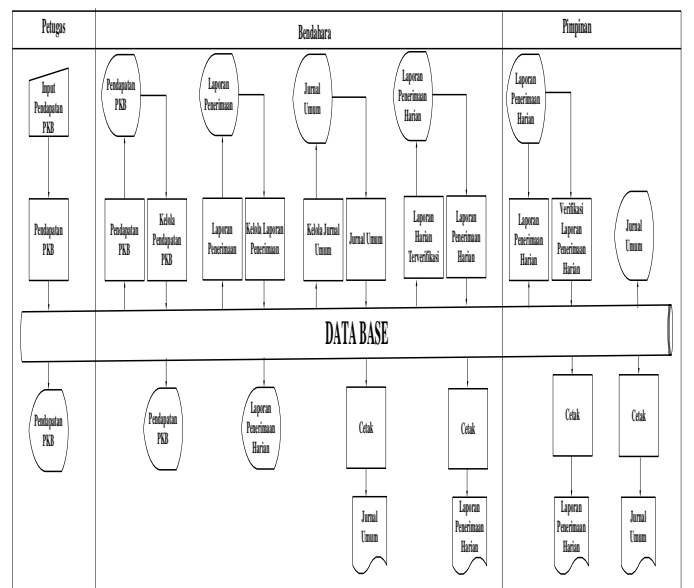 Petugas
Bendahara
Pimpinan
Input
Pendapatan
PKB
Pendapatan
PKB
Laporan
Penerimaan
Jurnal
Umum
Laporan
Penerimaan
Harian
Laporan
Penerimaan
Harian
Pendapatan
PKB
Pendapatan
PKB
Kelola
Pendapatan
PKB
Laporan
Penerimaan
Kelola Laporan
Penerimaan
Kelola Jurnal
Umum
Jurnal Umum
Laporan
Harian
Terverifikasi
Laporan
Penerimaan
Harian
Laporan
Penerimaan
Harian
Verifikasi
Laporan
Penerimaan
Harian
Jurnal
Umum
DATA BASE
Pendapatan
PKB
Pendapatan
PKB
Laporan
Penerimaan
Harian
Cetak
Cetak
Cetak
Cetak
Jurnal
Umum
Laporan
Penerimaan
Harian
Laporan
Penerimaan
Harian
Jurnal
Umum